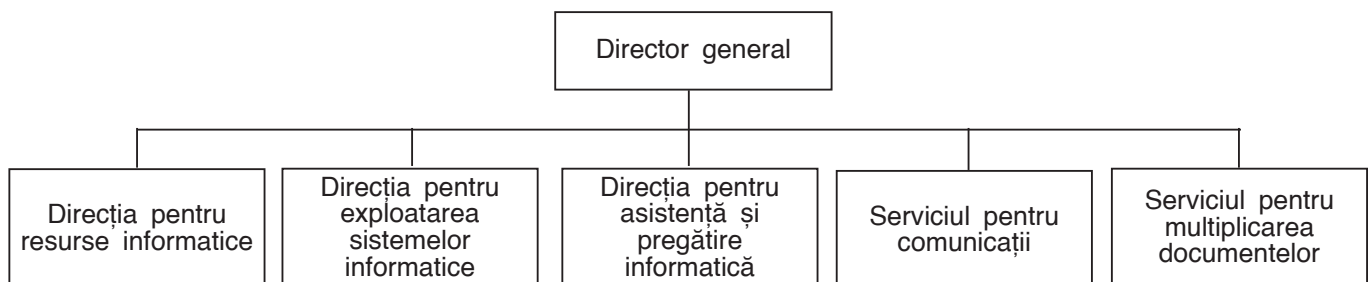 Director general
Direcția pentru
resurse informatice
Direcția pentru
exploatarea
sistemelor
informatice
Direcția pentru
asistență și
pregătire
informatică
Serviciul pentru
comunicații
Serviciul pentru
multiplicarea
documentelor